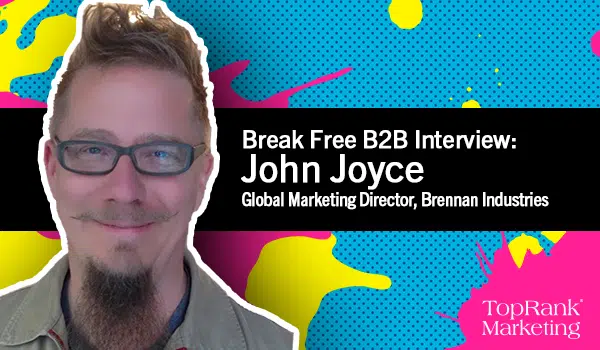 Break Free B2B Interview:
John Joyce
Global Marketing Director, Brennan Industries
TopRank®
Marketing